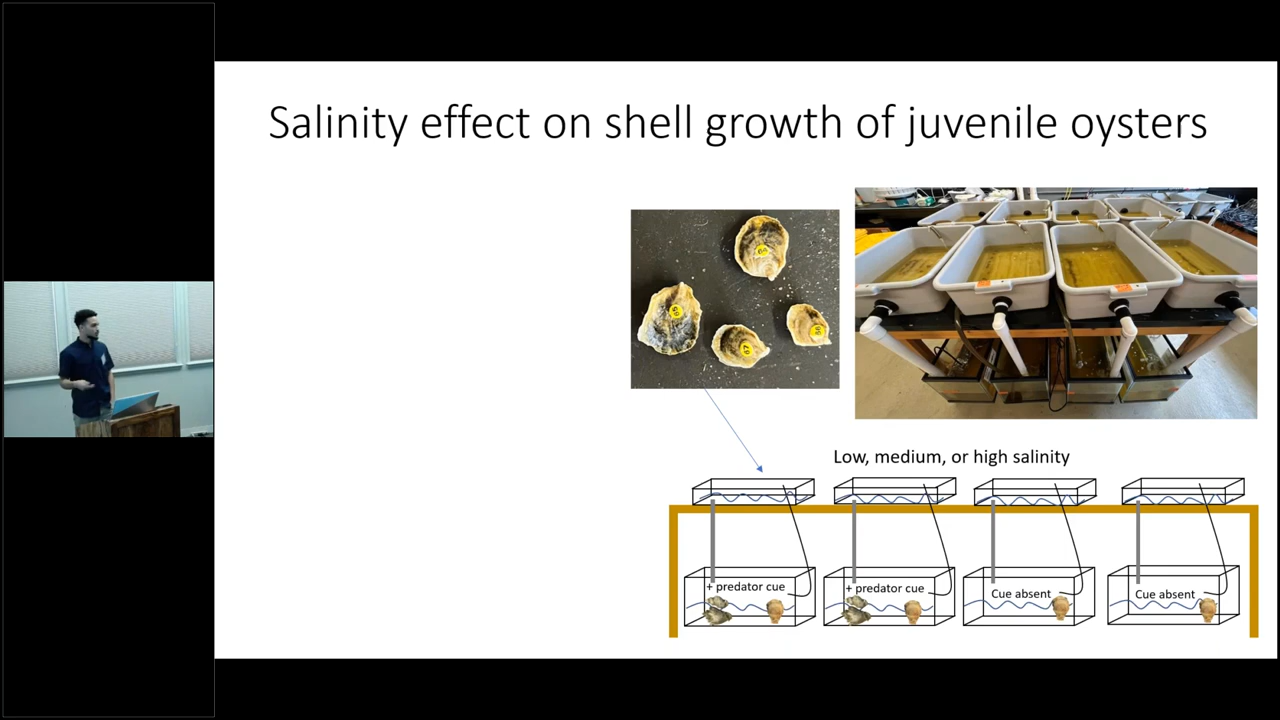 Salinity effect on shell growth of juvenile oysters
Low, medium, or high salinity
+ predator cue
+ predator cue
Cue absent
Cue absent